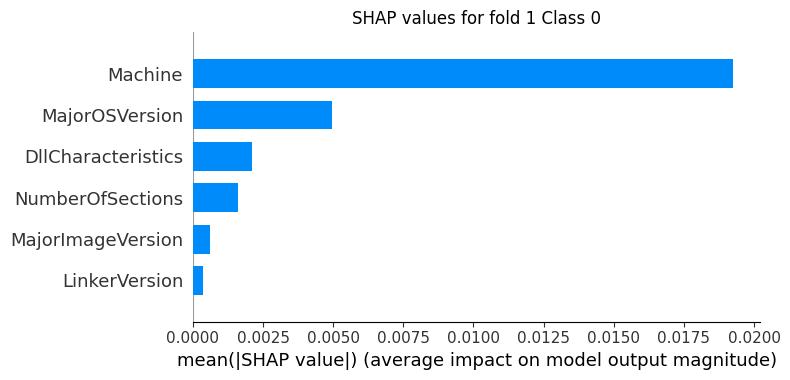 SHAP values for fold 1 Class 0
Machine
MajorOSVersion
DllCharacteristics
NumberOfSections
MajorImageVersion
LinkerVersion
0.0000 0.0025 0.0050 0.0075 0.0100 0.0125 0.0150 0.0175 0.0200
mean(|SHAP value|) (average impact on model output magnitude)